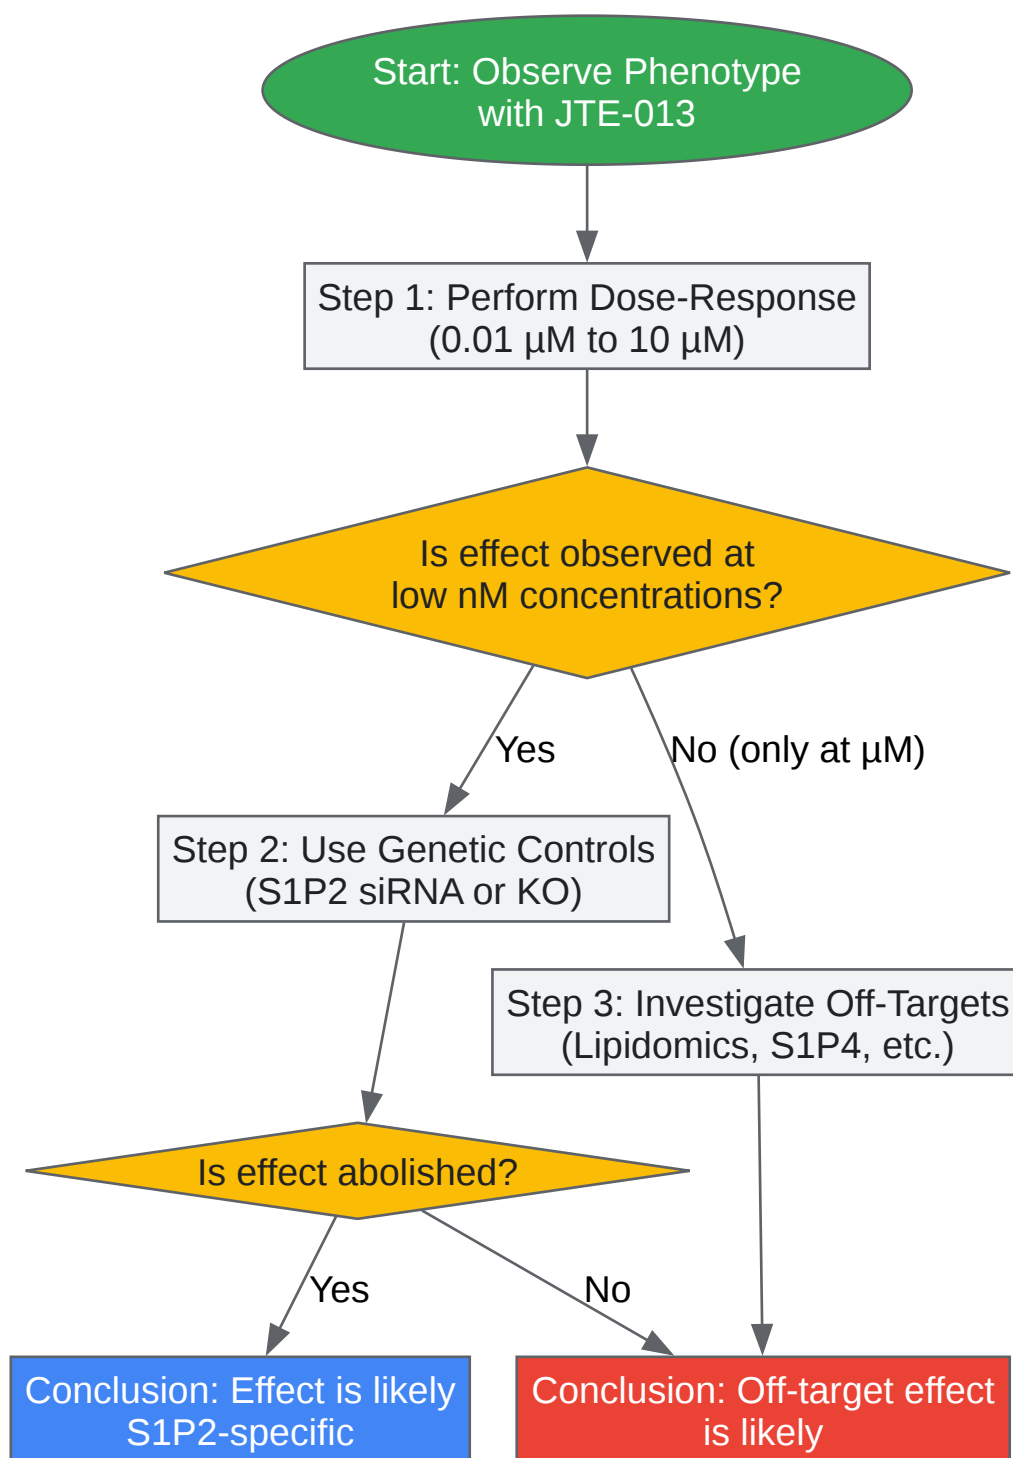 Start: Observe Phenotype
with JTE-013
Step 1: Perform Dose-Response
(0.01 µM to 10 µM)
Is effect observed at
low nM concentrations?
Yes
No (only at µM)
Step 2: Use Genetic Controls
(S1P2 siRNA or KO)
Step 3: Investigate Off-Targets
(Lipidomics, S1P4, etc.)
Is effect abolished?
Yes
No
Conclusion: Effect is likely
S1P2-specific
Conclusion: Off-target effect
is likely